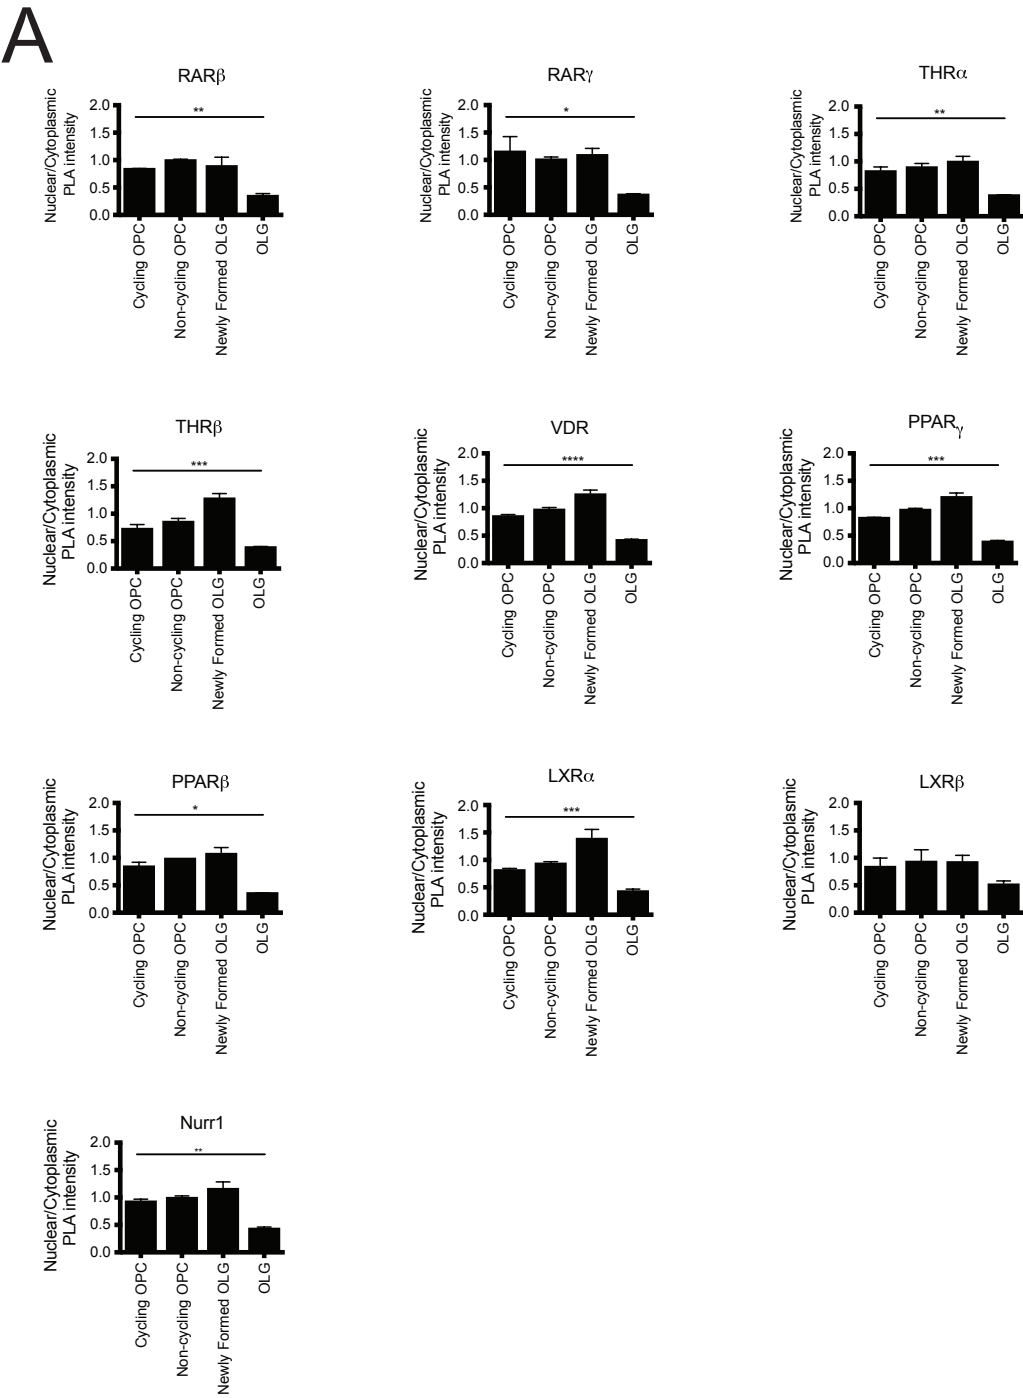 A
RARβ
Nuclear/Cytoplasmic
PLA intensity
2.0
1.5
1.0
0.5
0.0
**
Cycling OPC
Non-cycling OPC
Newly Formed OLG
OLG
RARγ
Nuclear/Cytoplasmic
PLA intensity
2.0
1.5
1.0
0.5
0.0
*
Cycling OPC
Non-cycling OPC
Newly Formed OLG
OLG
THRα
Nuclear/Cytoplasmic
PLA intensity
2.0
1.5
1.0
0.5
0.0
**
Cycling OPC
Non-cycling OPC
Newly Formed OLG
OLG
THRβ
Nuclear/Cytoplasmic
PLA intensity
2.0
1.5
1.0
0.5
0.0
***
Cycling OPC
Non-cycling OPC
Newly Formed OLG
OLG
VDR
Nuclear/Cytoplasmic
PLA intensity
2.0
1.5
1.0
0.5
0.0
****
Cycling OPC
Non-cycling OPC
Newly Formed OLG
OLG
PPARγ
Nuclear/Cytoplasmic
PLA intensity
2.0
1.5
1.0
0.5
0.0
***
Cycling OPC
Non-cycling OPC
Newly Formed OLG
OLG
PPARβ
Nuclear/Cytoplasmic
PLA intensity
2.0
1.5
1.0
0.5
0.0
*
Cycling OPC
Non-cycling OPC
Newly Formed OLG
OLG
LXRα
Nuclear/Cytoplasmic
PLA intensity
2.0
1.5
1.0
0.5
0.0
***
Cycling OPC
Non-cycling OPC
Newly Formed OLG
OLG
LXRβ
Nuclear/Cytoplasmic
PLA intensity
2.0
1.5
1.0
0.5
0.0
Cycling OPC
Non-cycling OPC
Newly Formed OLG
OLG
Nurr1
Nuclear/Cytoplasmic
PLA intensity
2.0
1.5
1.0
0.5
0.0
**
Cycling OPC
Non-cycling OPC
Newly Formed OLG
OLG